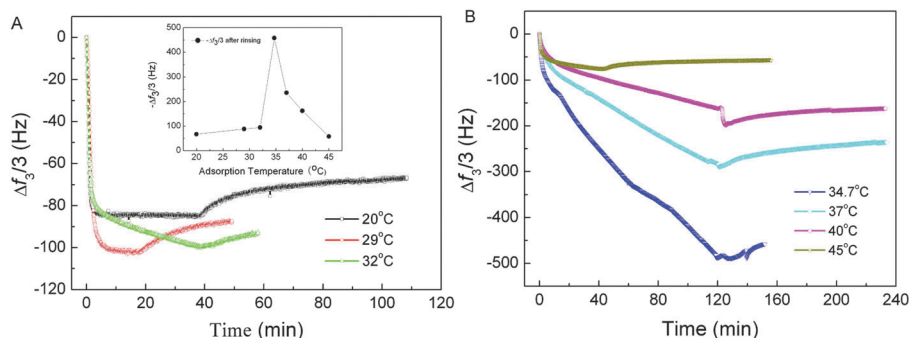 A
0
-20
-40
-60
-80
-100
-120
Δf₃/3 (Hz)
0 20 40 60 80 100 120
Time (min)
20°C
29°C
32°C
500
400
300
200
100
0
-Δf₃/3 (Hz)
-Δf₃/3 after rinsing
20 25 30 35 40 45
Adsorption Temperature (°C)
B
0
-100
-200
-300
-400
-500
Δf₃/3 (Hz)
0 40 80 120 160 200 240
Time (min)
34.7°C
37°C
40°C
45°C